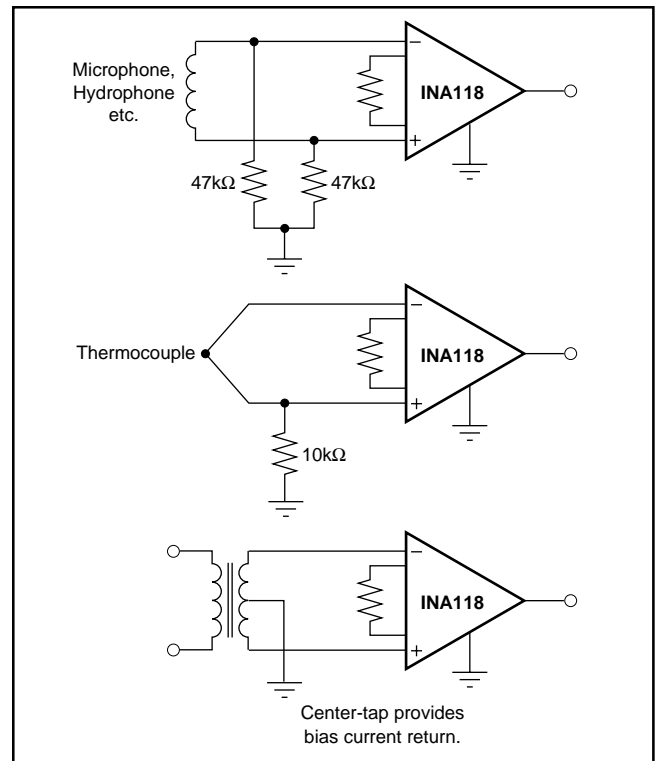 Microphone,
Hydrophone
etc.
−
INA118
+
47kΩ
47kΩ
−
Thermocouple
INA118
+
10kΩ
−
INA118
+
Center-tap provides
bias current return.